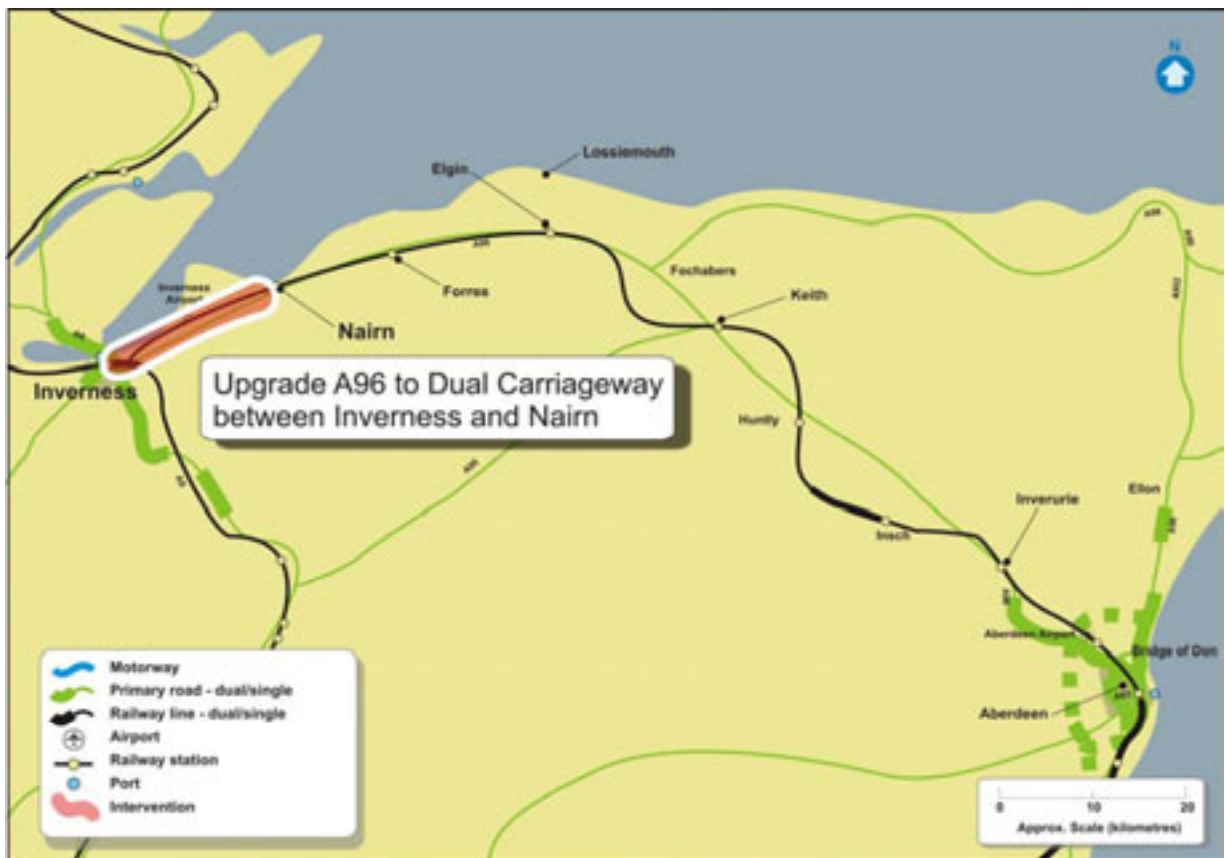 N
Lossiemouth
Elgin
Fochabers
Inverness
Airport
Forres
Keith
Nairn
Inverness
Upgrade A96 to Dual Carriageway
between Inverness and Nairn
Huntly
Ellon
Inverurie
Insch
Aberdeen Airport
Bridge of Don
Aberdeen
Motorway
Primary road - dual/single
Railway line - dual/single
Airport
Railway station
Port
Intervention
0 10 20
Approx. Scale (kilometres)